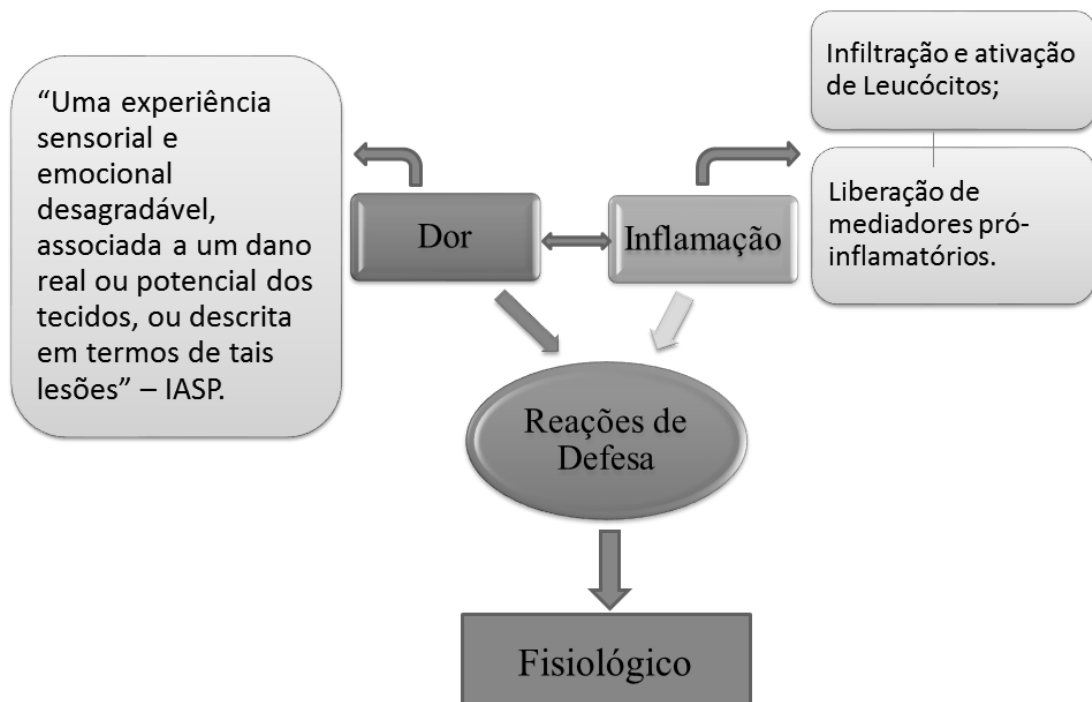 “Uma experiência
sensorial e
emocional
desagradável,
associada a um dano
real ou potencial dos
tecidos, ou descrita
em termos de tais
lesões” – IASP.
Dor
Inflamação
Infiltração e ativação
de Leucócitos;
Liberação de
mediadores pró-
inflamatórios.
Reações de
Defesa
Fisiológico